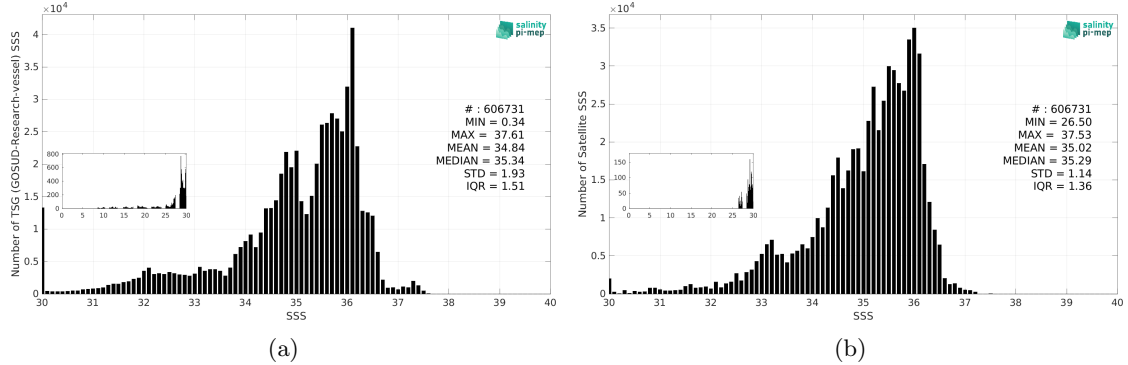 ×10^4
4
3.5
3
2.5
2
1.5
1
0.5
0
Number of TSG (GOSUD-Research-vessel) SSS
30 31 32 33 34 35 36 37 38 39 40
SSS
salinity
pi-mep
# : 606731
MIN = 0.34
MAX = 37.61
MEAN = 34.84
MEDIAN = 35.34
STD = 1.93
IQR = 1.51
800
600
400
200
0
0 5 10 15 20 25 30
(a)
×10^4
3.5
3
2.5
2
1.5
1
0.5
0
Number of Satellite SSS
30 31 32 33 34 35 36 37 38 39 40
SSS
salinity
pi-mep
# : 606731
MIN = 26.50
MAX = 37.53
MEAN = 35.02
MEDIAN = 35.29
STD = 1.14
IQR = 1.36
150
100
50
0
0 5 10 15 20 25 30
(b)